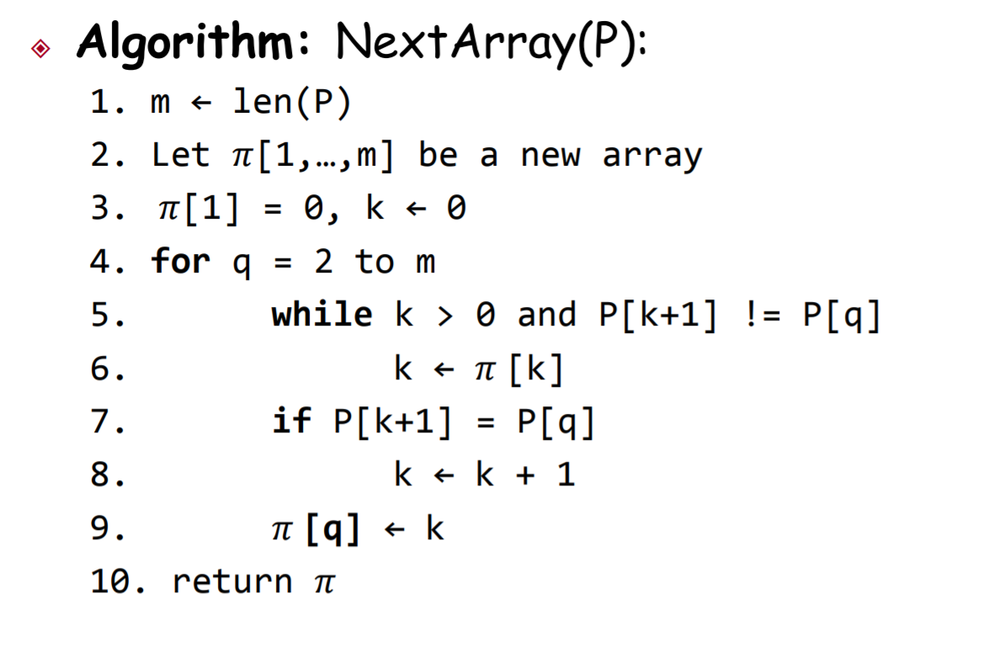 Algorithm: NextArray(P):
1. m ← len(P)
2. Let π[1,…,m] be a new array
3. π[1] = 0, k ← 0
4. for q = 2 to m
5. while k > 0 and P[k+1] != P[q]
6. k ← π [k]
7. if P[k+1] = P[q]
8. k ← k + 1
9. π [q] ← k
10. return π